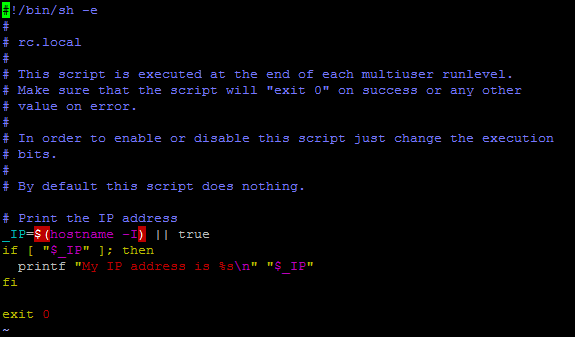 #!/bin/sh -e
#
# rc.local
#
# This script is executed at the end of each multiuser runlevel.
# Make sure that the script will "exit 0" on success or any other
# value on error.
#
# In order to enable or disable this script just change the execution
# bits.
#
# By default this script does nothing.

# Print the IP address
_IP=$(hostname -I) || true
if [ "$_IP" ]; then
  printf "My IP address is %s\n" "$_IP"
fi

exit 0
~